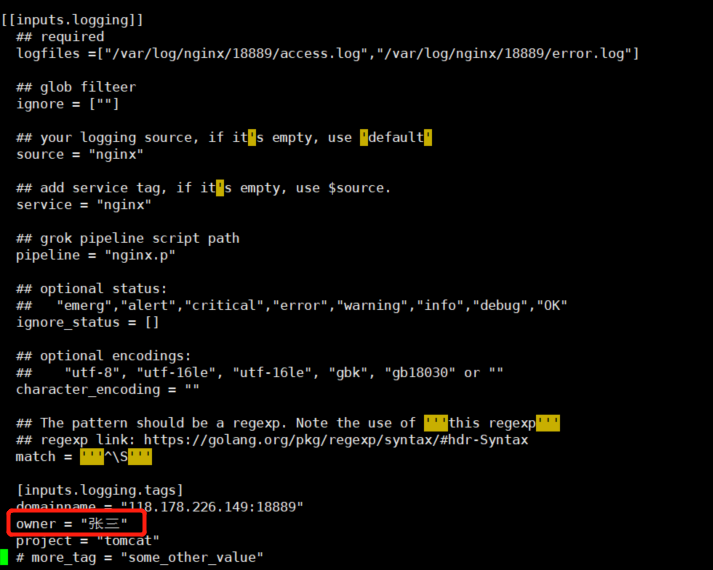 [[inputs.logging]]
## required
logfiles =["/var/log/nginx/18889/access.log","/var/log/nginx/18889/error.log"]
## glob filteer
ignore = [""]
## your logging source, if it's empty, use 'default'
source = "nginx"
## add service tag, if it's empty, use $source.
service = "nginx"
## grok pipeline script path
pipeline = "nginx.p"
## optional status:
##   "emerg","alert","critical","error","warning","info","debug","OK"
ignore_status = []
## optional encodings:
##    "utf-8", "utf-16le", "utf-16le", "gbk", "gb18030" or ""
character_encoding = ""
## The pattern should be a regexp. Note the use of '''this regexp'''
## regexp link: https://golang.org/pkg/regexp/syntax/#hdr-Syntax
match = '''^\S'''
[inputs.logging.tags]
domainname = "118.178.226.149:18889"
owner = "张三"
project = "tomcat"
# more_tag = "some_other_value"